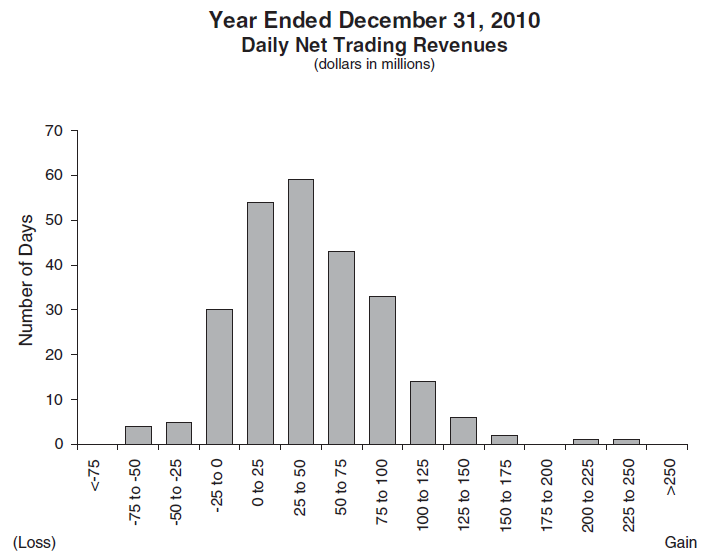 Year Ended December 31, 2010
Daily Net Trading Revenues
(dollars in millions)
Number of Days
70
60
50
40
30
20
10
0
<-75
-75 to -50
-50 to -25
-25 to 0
0 to 25
25 to 50
50 to 75
75 to 100
100 to 125
125 to 150
150 to 175
175 to 200
200 to 225
225 to 250
>250
(Loss)
Gain